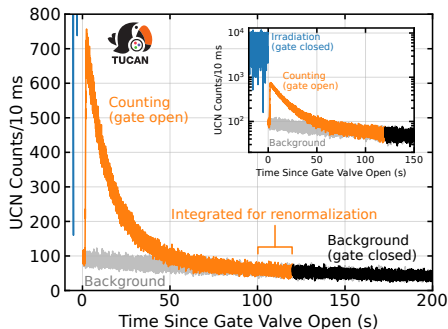 800
700
600
500
400
300
200
100
0
UCN Counts/10 ms
0
50
100
150
200
Time Since Gate Valve Open (s)
TUCAN
Counting
(gate open)
Integrated for renormalization
Background
(gate closed)
Background
Irradiation
(gate closed)
Counting
(gate open)
Background
10⁴
10³
10²
UCN Counts/10 ms
0
50
100
150
Time Since Gate Valve Open (s)